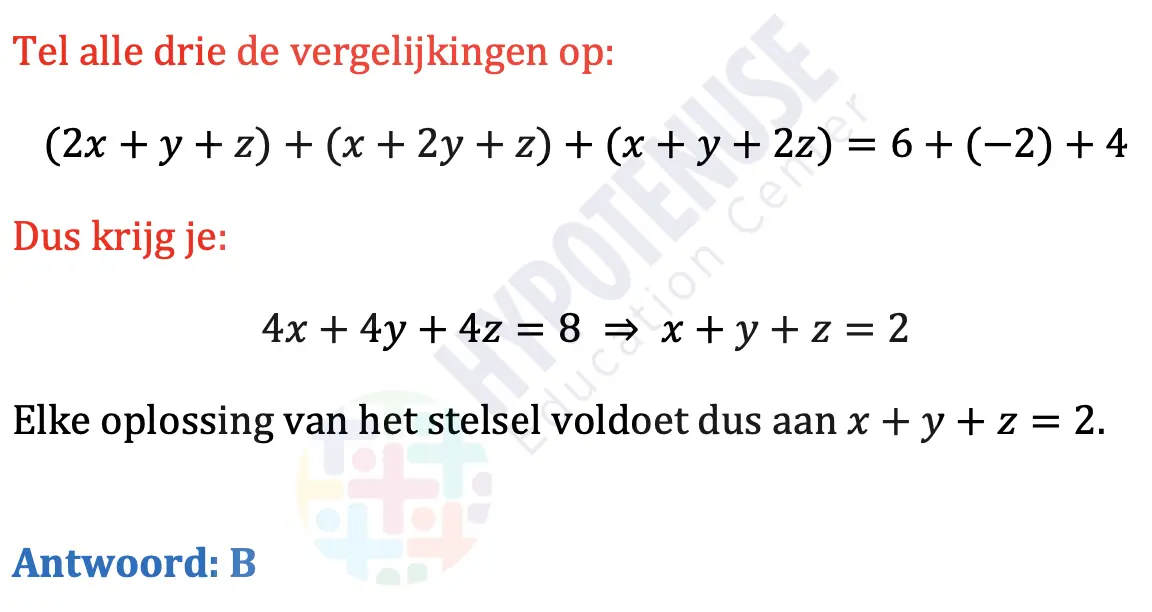 Tel alle drie de vergelijkingen op:
(2x + y + z) + (x + 2y + z) + (x + y + 2z) = 6 + (−2) + 4
Dus krijg je:
4x + 4y + 4z = 8 ⇒ x + y + z = 2
Elke oplossing van het stelsel voldoet dus aan x + y + z = 2.
Antwoord: B
HYPOTENUSE
Education Center